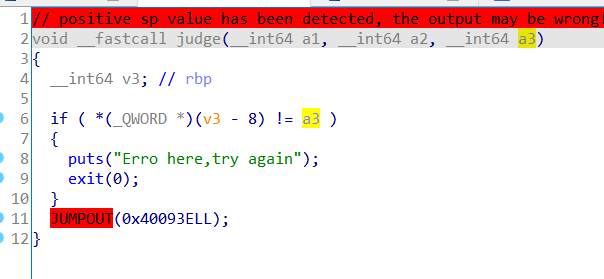 1 // positive sp value has been detected, the output may be wrong
2 void __fastcall judge(__int64 a1, __int64 a2, __int64 a3)
3 {
4 __int64 v3; // rbp
5
6 if ( *(_QWORD *)(v3 - 8) != a3 )
7 {
8 puts("Erro here,try again");
9 exit(0);
10 }
11 JUMPOUT(0x40093ELL);
12 }